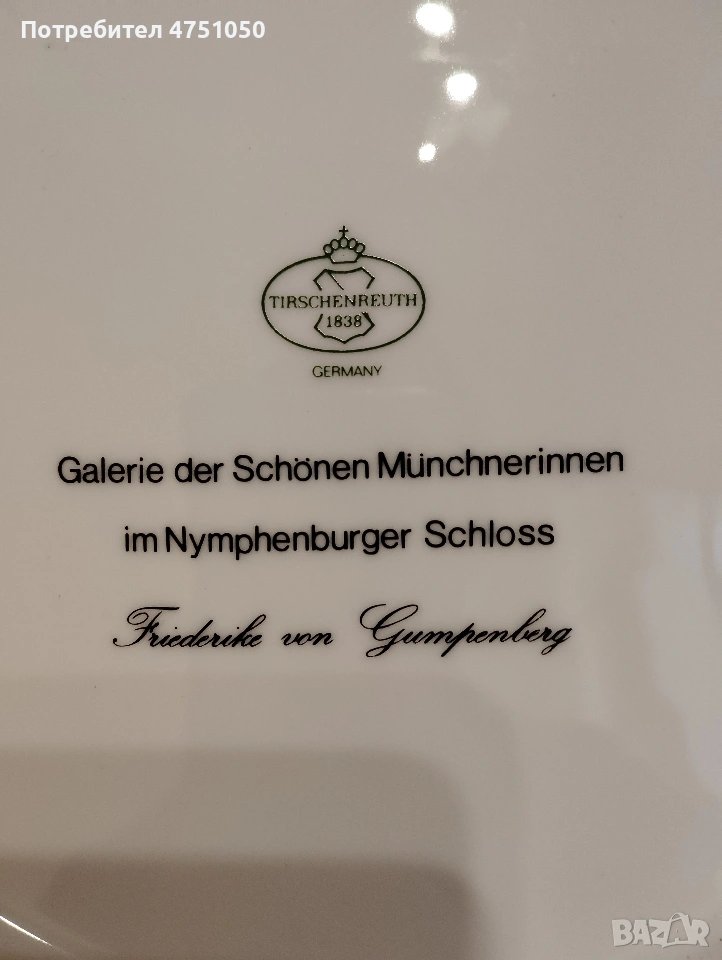 Потребител 4751050
TIRSCHENREUTH
1838
GERMANY
Galerie der Schönen Münchnerinnen
im Nymphenburger Schloss
Friederike von Gumpenberg
BAZAR